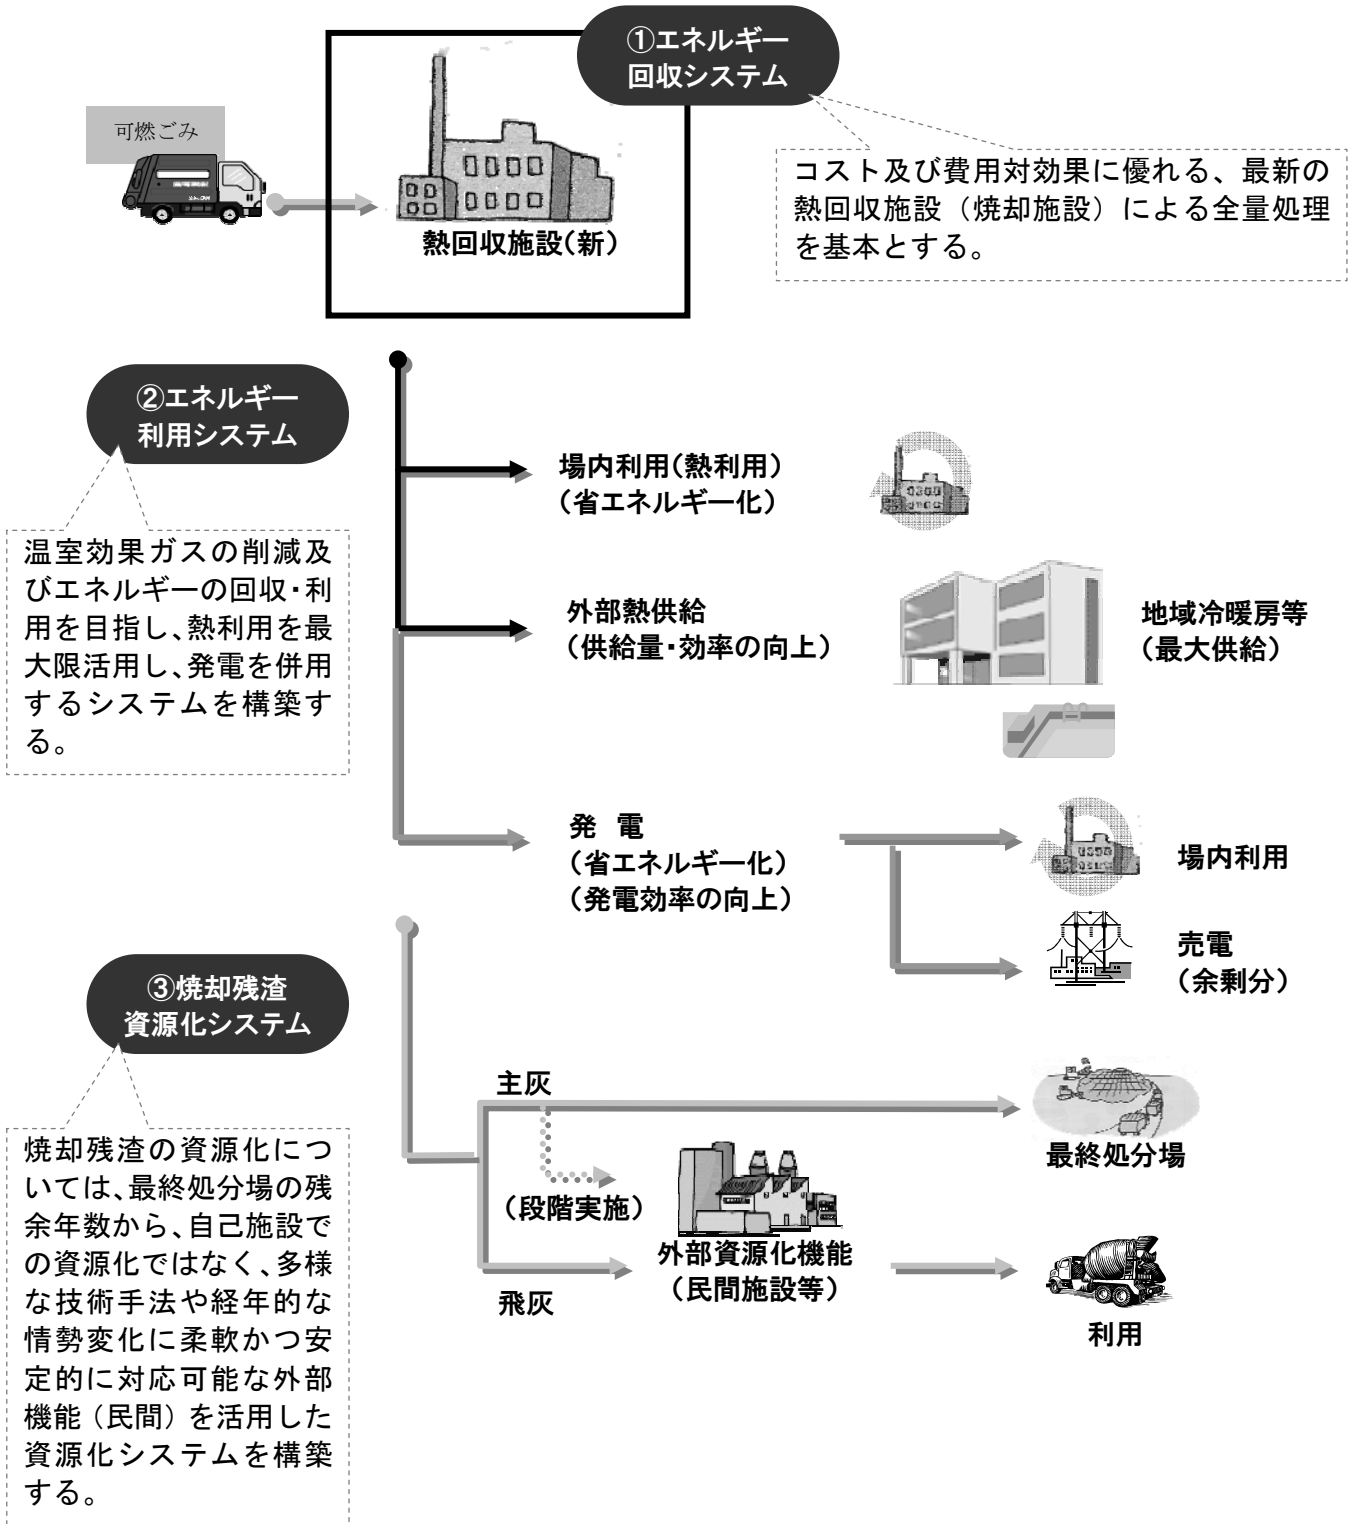 ①エネルギー
回収システム
可燃ごみ
熱回収施設(新)
コスト及び費用対効果に優れる、最新の
熱回収施設（焼却施設）による全量処理
を基本とする。
②エネルギー
利用システム
温室効果ガスの削減及
びエネルギーの回収・利
用を目指し、熱利用を最
大限活用し、発電を併用
するシステムを構築す
る。
場内利用(熱利用)
(省エネルギー化)
外部熱供給
(供給量・効率の向上)
地域冷暖房等
(最大供給)
発 電
(省エネルギー化)
(発電効率の向上)
場内利用
売電
(余剰分)
③焼却残渣
資源化システム
焼却残渣の資源化につ
いては、最終処分場の残
余年数から、自己施設で
の資源化ではなく、多様
な技術手法や経年的な
情勢変化に柔軟かつ安
定的に対応可能な外部
機能（民間）を活用した
資源化システムを構築
する。
主灰
最終処分場
(段階実施)
外部資源化機能
(民間施設等)
飛灰
利用